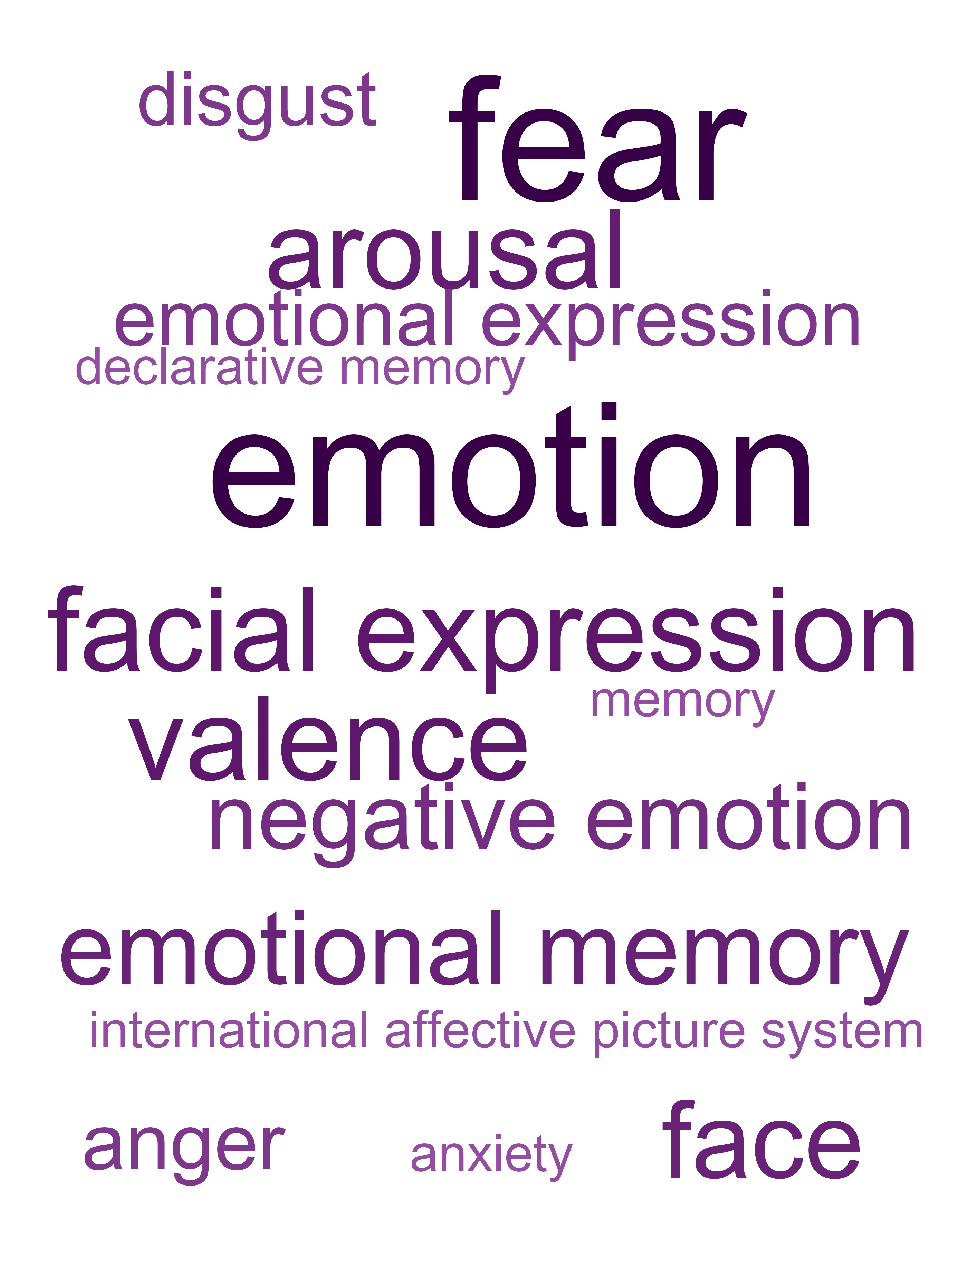 disgust
fear
arousal
emotional expression
declarative memory
emotion
facial expression
memory
valence
negative emotion
emotional memory
international affective picture system
anger
anxiety
face